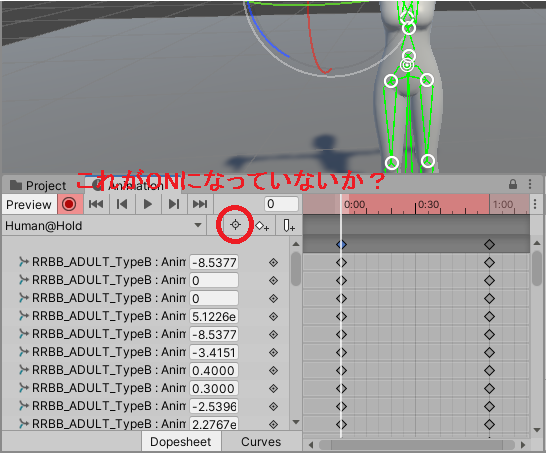 これがONになっていないか？
Project
Animation
Preview
0
0:00
0:30
1:00
Human@Hold
RRBB_ADULT_TypeB : Anim
-8.5377
RRBB_ADULT_TypeB : Anim
0
RRBB_ADULT_TypeB : Anim
0
RRBB_ADULT_TypeB : Anim
5.1226e
RRBB_ADULT_TypeB : Anim
-8.5377
RRBB_ADULT_TypeB : Anim
-3.4151
RRBB_ADULT_TypeB : Anim
0.4000
RRBB_ADULT_TypeB : Anim
0.3000
RRBB_ADULT_TypeB : Anim
-2.5396
RRBB_ADULT_TypeB : Anim
2.2767e
Dopesheet
Curves